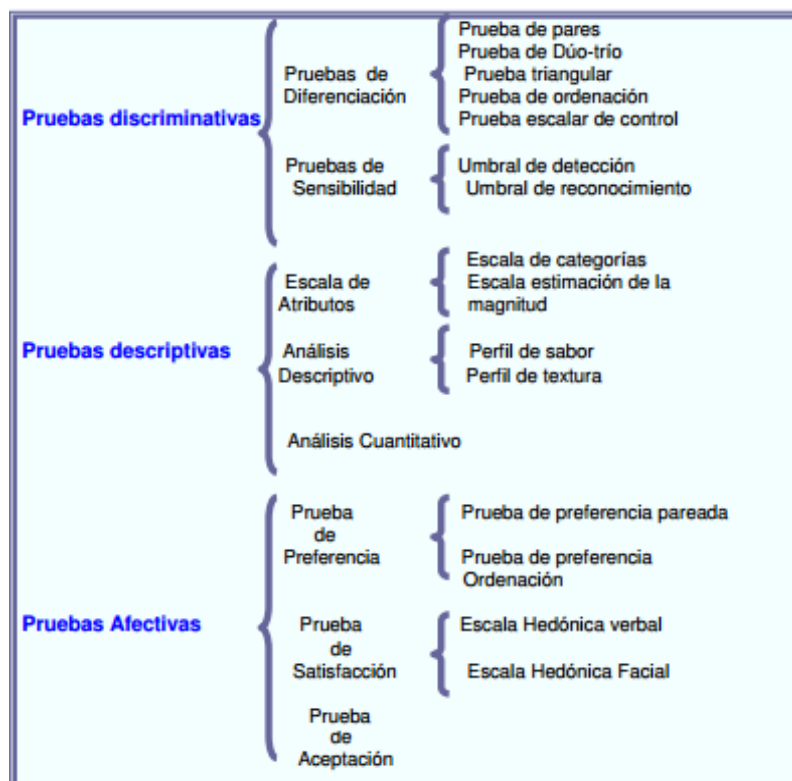 Pruebas discriminativas
Pruebas de
Diferenciación
Prueba de pares
Prueba de Dúo-trío
Prueba triangular
Prueba de ordenación
Prueba escalar de control
Pruebas de
Sensibilidad
Umbral de detección
Umbral de reconocimiento
Pruebas descriptivas
Escala de
Atributos
Escala de categorías
Escala estimación de la
magnitud
Análisis
Descriptivo
Perfil de sabor
Perfil de textura
Análisis Cuantitativo
Pruebas Afectivas
Prueba
de
Preferencia
Prueba de preferencia pareada
Prueba de preferencia
Ordenación
Prueba
de
Satisfacción
Escala Hedónica verbal
Escala Hedónica Facial
Prueba
de
Aceptación